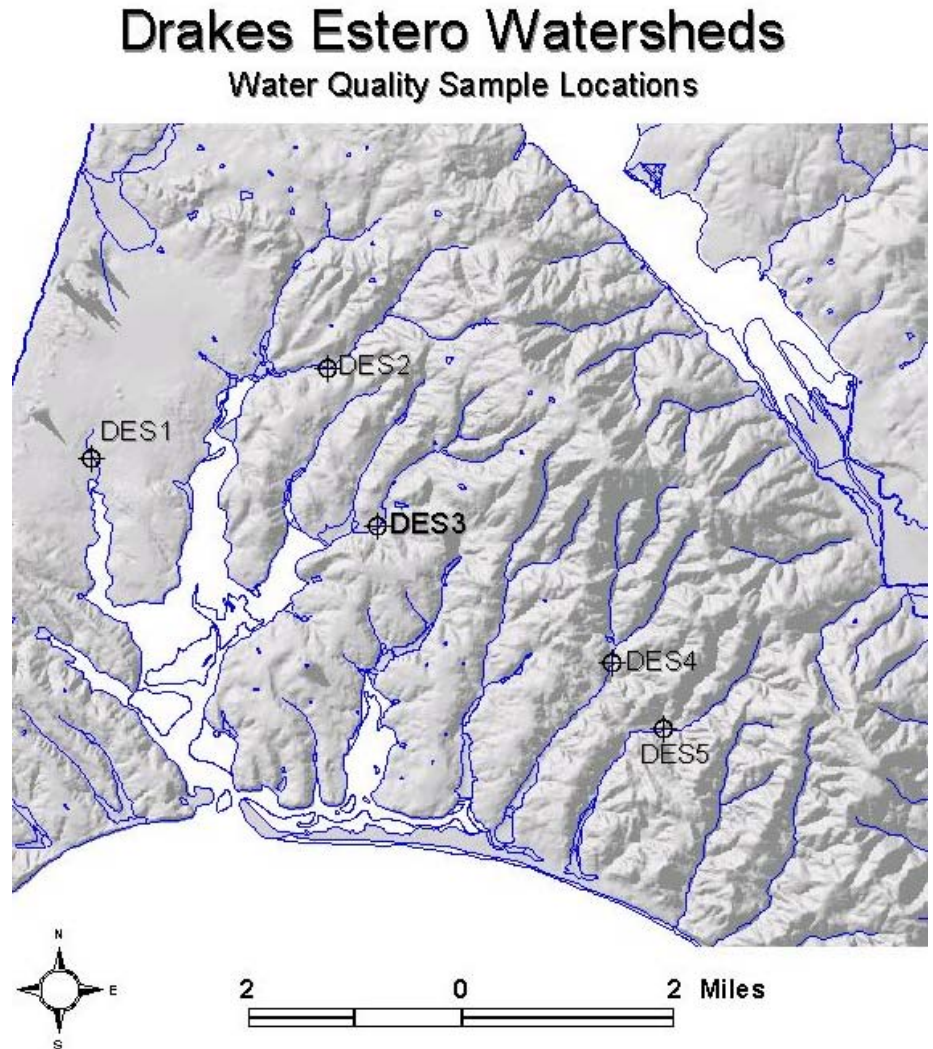 Drakes Estero Watersheds
Water Quality Sample Locations
DES2
DES1
DES3
DES4
DES5
N
E
S
2 0 2 Miles